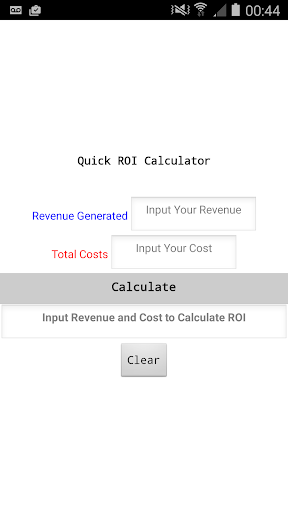 00:44
Quick ROI Calculator
Revenue Generated Input Your Revenue
Total Costs Input Your Cost
Calculate
Input Revenue and Cost to Calculate ROI
Clear